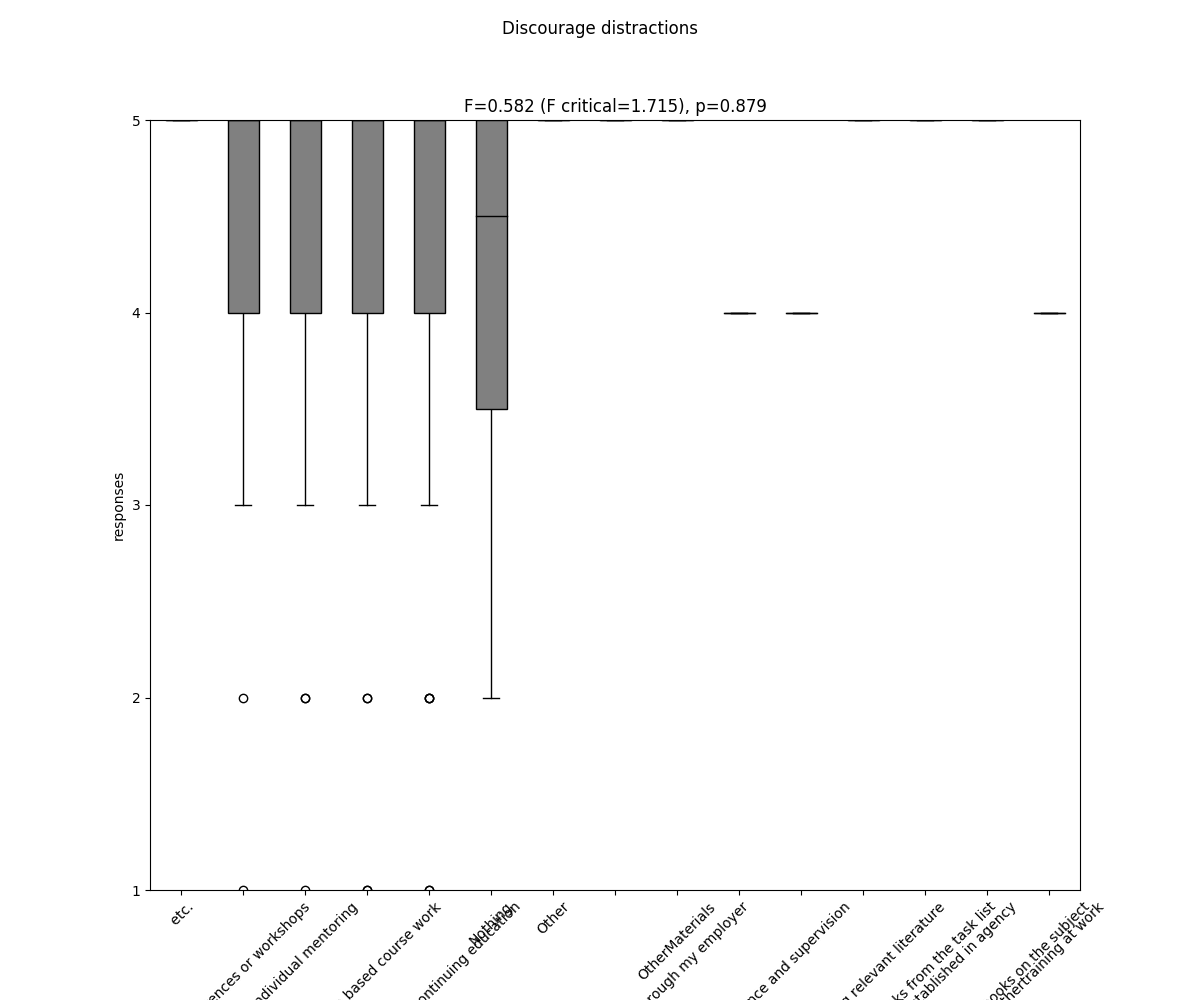 Discourage distractions
F=0.582 (F critical=1.715), p=0.879
5
4
3
2
1
responses
etc.
ences or workshops
ndividual mentoring
based course work
ontinuing education
Nothing
Other
OtherMaterials
rough my employer
nce and supervision
g relevant literature
ks from the task list
tablished in agency
ooks on the subject
hertraining at work